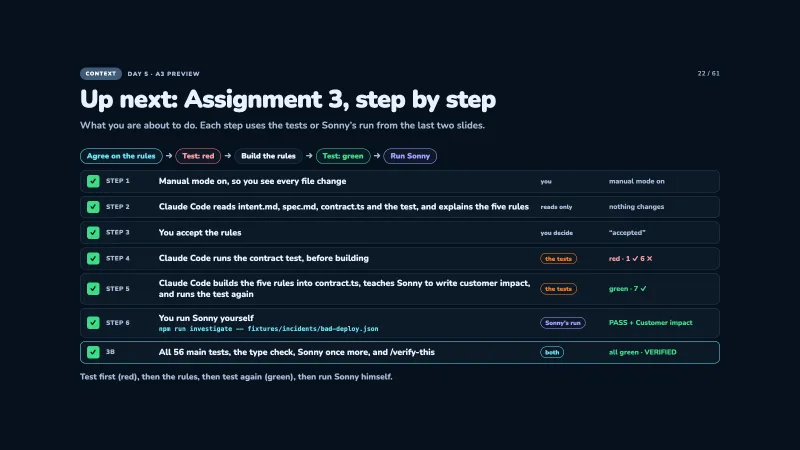 CONTEXT DAY 5 · A3 PREVIEW 22 / 61
Up next: Assignment 3, step by step
What you are about to do. Each step uses the tests or Sonny's run from the last two slides.
Agree on the rules → Test: red → Build the rules → Test: green → Run Sonny
STEP 1 Manual mode on, so you see every file change you manual mode on
STEP 2 Claude Code reads intent.md, spec.md, contract.ts and the test, and explains the five rules reads only nothing changes
STEP 3 You accept the rules you decide “accepted”
STEP 4 Claude Code runs the contract test, before building the tests red · 1 ✓ 6 ✕
STEP 5 Claude Code builds the five rules into contract.ts, teaches Sonny to write customer impact, the tests green · 7 ✓
and runs the test again
STEP 6 You run Sonny yourself Sonny's run PASS + Customer impact
npm run investigate -- fixtures/incidents/bad-deploy.json
3B All 56 main tests, the type check, Sonny once more, and /verify-this both all green · VERIFIED
Test first (red), then the rules, then test again (green), then run Sonny himself.